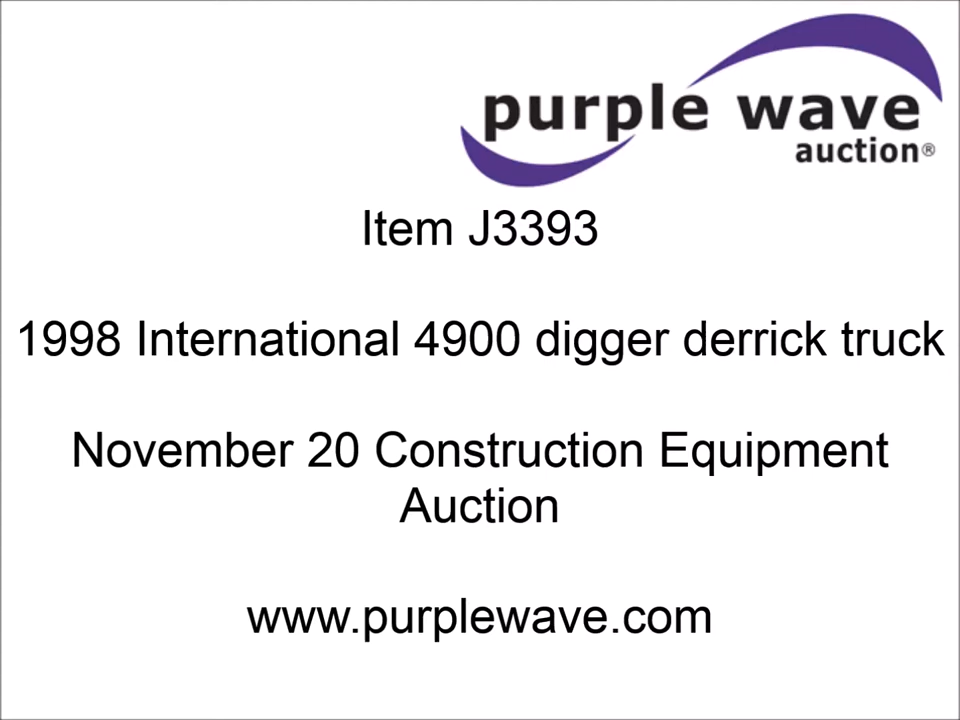 purple wave
auction®
Item J3393
1998 International 4900 digger derrick truck
November 20 Construction Equipment
Auction
www.purplewave.com